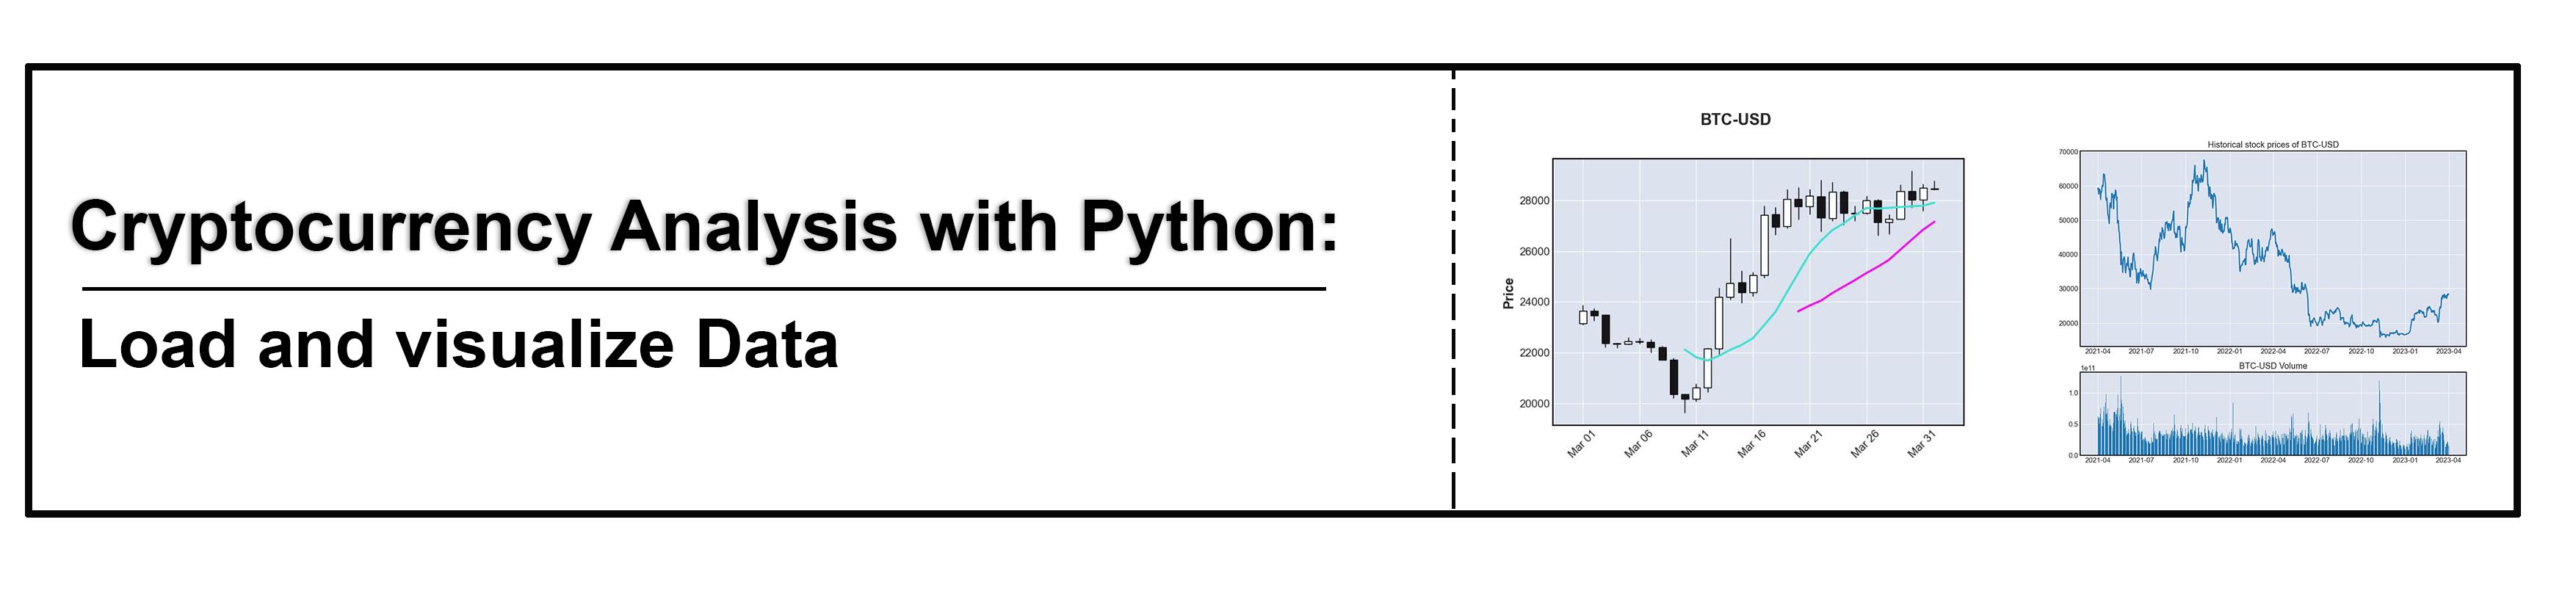 Cryptocurrency Analysis with Python:
Load and visualize Data
BTC-USD
Price
28000
26000
24000
22000
20000
Mar 01 Mar 06 Mar 11 Mar 16 Mar 21 Mar 26 Mar 31
Historical stock prices of BTC-USD
70000
60000
50000
40000
30000
20000
2021-04 2021-07 2021-10 2022-01 2022-04 2022-07 2022-10 2023-01 2023-04
1e11
BTC-USD Volume
1.0
0.5
0.0
2021-04 2021-07 2021-10 2022-01 2022-04 2022-07 2022-10 2023-01 2023-04